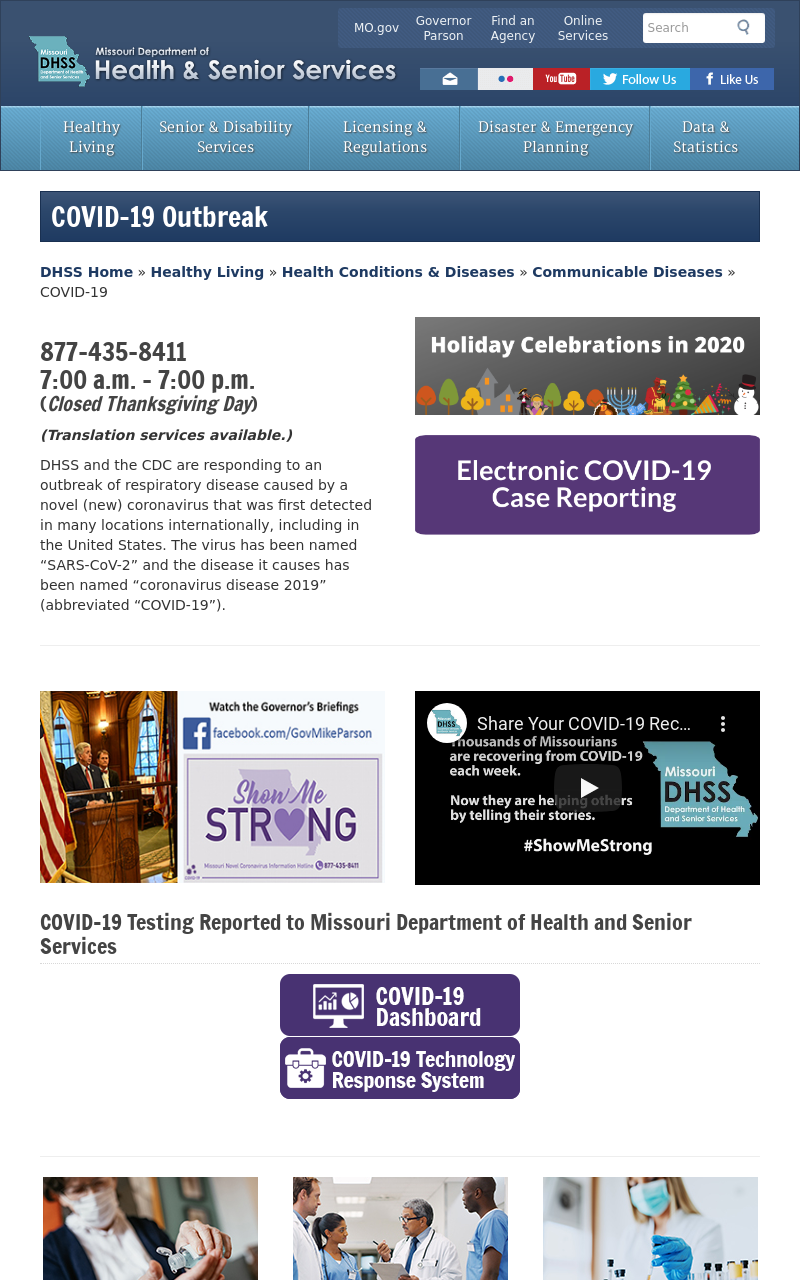 MO.gov
Governor
Parson
Find an
Agency
Online
Services
Search
Missouri
DHSS
Department of Health
and Senior Services
Missouri Department of
Health & Senior Services
You Tube
Follow Us
Like Us
Healthy
Living
Senior & Disability
Services
Licensing &
Regulations
Disaster & Emergency
Planning
Data &
Statistics
COVID-19 Outbreak
DHSS Home » Healthy Living » Health Conditions & Diseases » Communicable Diseases »
COVID-19
877-435-8411
7:00 a.m. - 7:00 p.m.
(Closed Thanksgiving Day)
(Translation services available.)
DHSS and the CDC are responding to an
outbreak of respiratory disease caused by a
novel (new) coronavirus that was first detected
in many locations internationally, including in
the United States. The virus has been named
“SARS-CoV-2” and the disease it causes has
been named “coronavirus disease 2019”
(abbreviated “COVID-19”).
Holiday Celebrations in 2020
Electronic COVID-19
Case Reporting
Watch the Governor's Briefings
facebook.com/GovMikeParson
Show Me
STRONG
Missouri Novel Coronavirus Information Hotline 877-435-8411
DHSS
Share Your COVID-19 Rec...
Thousands of Missourians
are recovering from COVID-19
each week.
Now they are helping others
by telling their stories.
#ShowMeStrong
Missouri
DHSS
Department of Health
and Senior Services
COVID-19 Testing Reported to Missouri Department of Health and Senior
Services
COVID-19
Dashboard
COVID-19 Technology
Response System